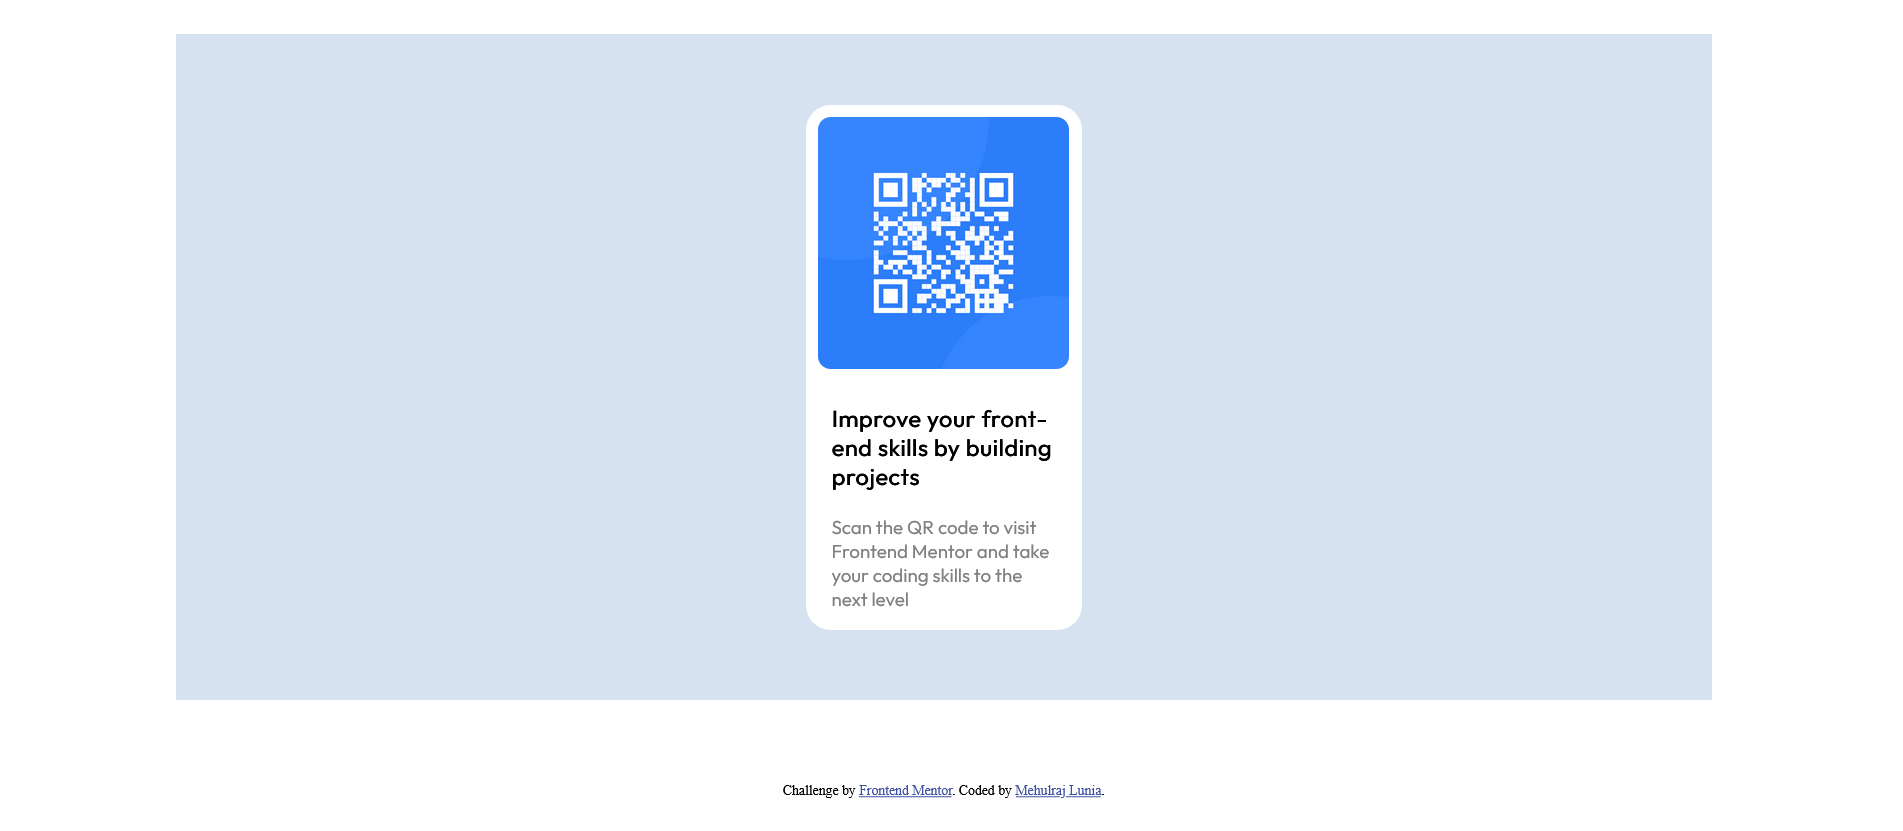 Improve your front-
end skills by building
projects
Scan the QR code to visit
Frontend Mentor and take
your coding skills to the
next level
Challenge by Frontend Mentor. Coded by Mehulraj Lunia.